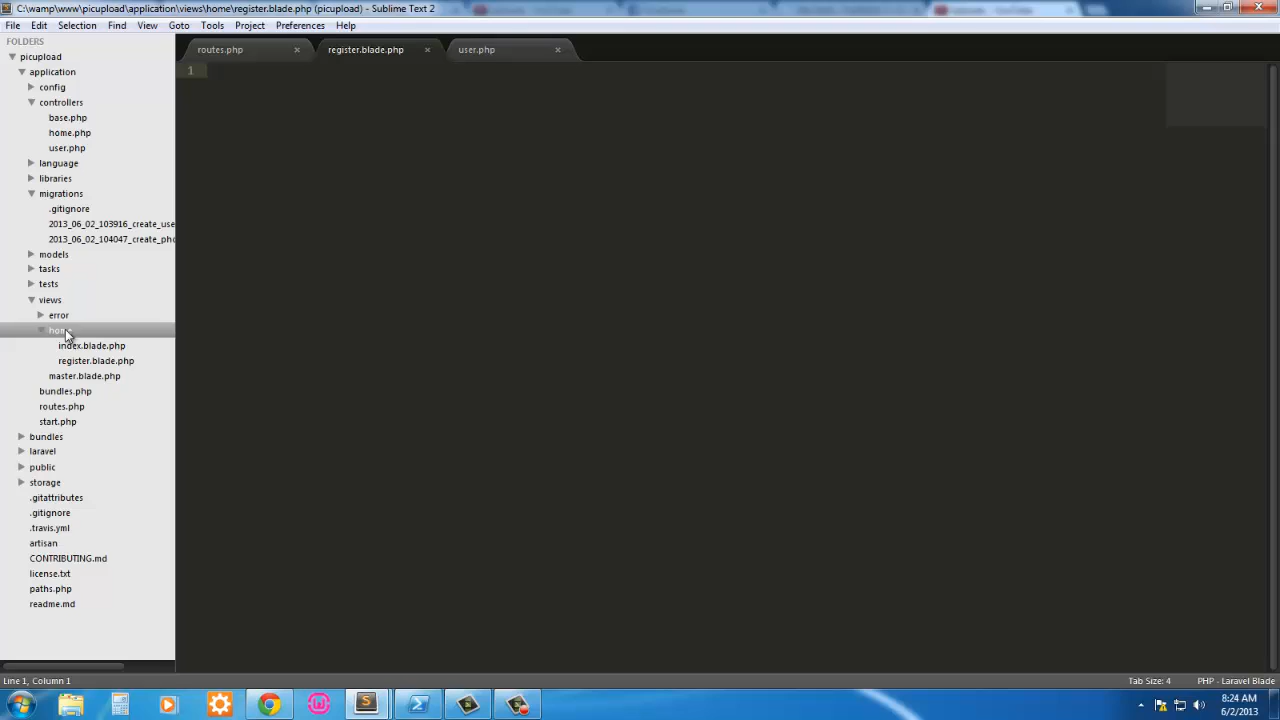 C:\wamp\www\picupload\application\views\home\register.blade.php (picupload) - Sublime Text 2
File Edit Selection Find View Goto Tools Project Preferences Help
FOLDERS
picupload
application
config
controllers
base.php
home.php
user.php
language
libraries
migrations
.gitignore
2013_06_02_103916_create_use
2013_06_02_104047_create_pho
models
tasks
tests
views
error
home
index.blade.php
register.blade.php
master.blade.php
bundles.php
routes.php
start.php
bundles
laravel
public
storage
.gitattributes
.gitignore
.travis.yml
artisan
CONTRIBUTING.md
license.txt
paths.php
readme.md
routes.php register.blade.php user.php
1
Line 1, Column 1 Tab Size: 4 PHP - Laravel Blade
8:24 AM
6/2/2013